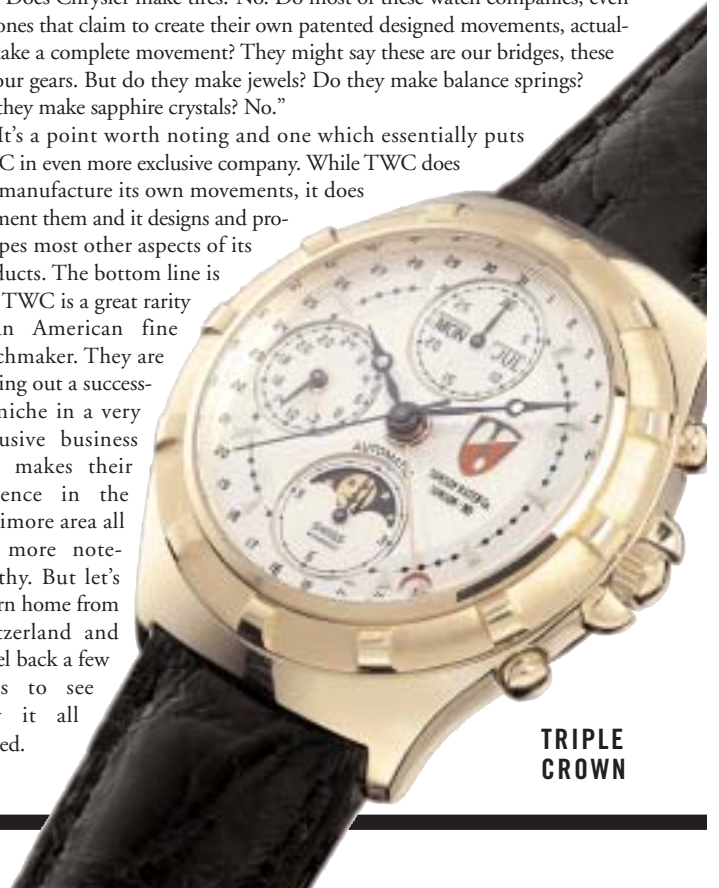 Does Chrysler make tires? No. Do most of these watch companies, even
ones that claim to create their own patented designed movements, actual-
ake a complete movement? They might say these are our bridges, these
our gears. But do they make jewels? Do they make balance springs?
they make sapphire crystals? No.”
It’s a point worth noting and one which essentially puts
C in even more exclusive company. While TWC does
manufacture its own movements, it does
ment them and it designs and pro-
pes most other aspects of its
ducts. The bottom line is
TWC is a great rarity
an American fine
chmaker. They are
ing out a success-
niche in a very
usive business
makes their
ence in the
imore area all
more note-
thy. But let’s
rn home from
tzerland and
el back a few
s to see
it all
ed.
MON JUL
AUTOMATIC
SWISS
TRIPLE
CROWN